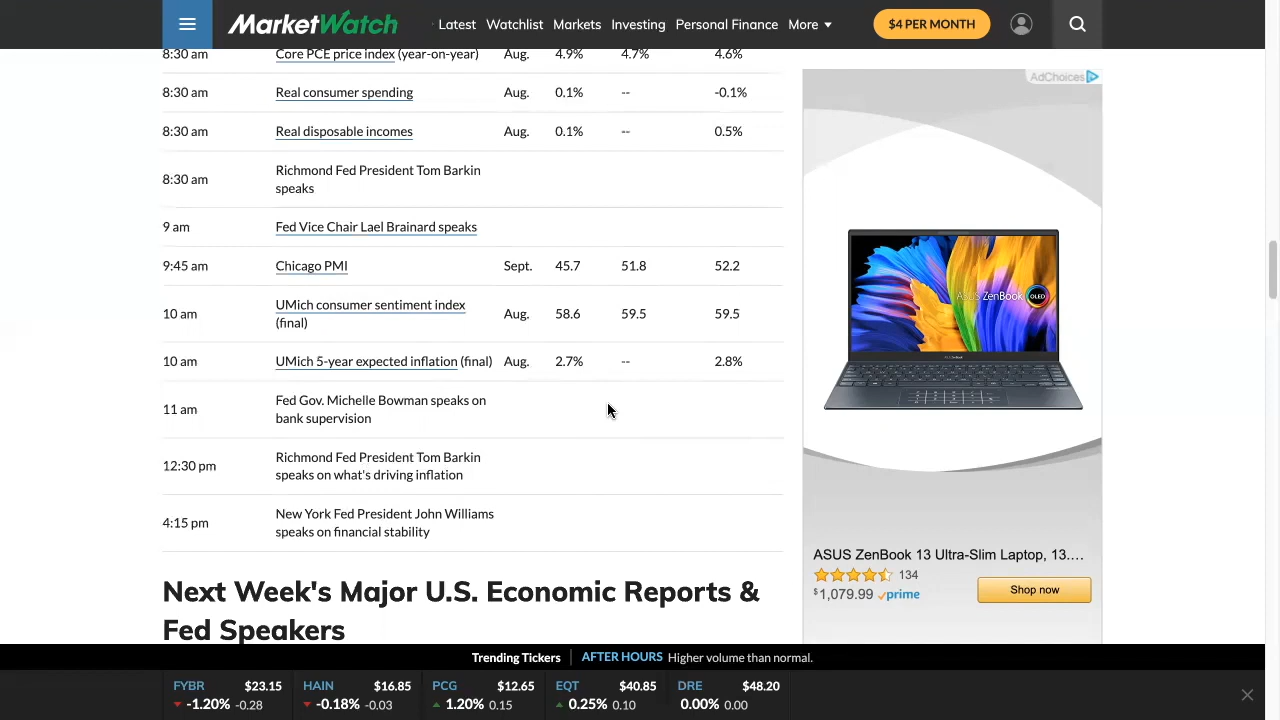 MarketWatch Latest Watchlist Markets Investing Personal Finance More $4 PER MONTH
8:30 am Core PCE price index (year-on-year) Aug. 4.9% 4.7% 4.6%
8:30 am Real consumer spending Aug. 0.1% -- -0.1%
8:30 am Real disposable incomes Aug. 0.1% -- 0.5%
8:30 am Richmond Fed President Tom Barkin
speaks
9 am Fed Vice Chair Lael Brainard speaks
9:45 am Chicago PMI Sept. 45.7 51.8 52.2
10 am UMich consumer sentiment index
(final) Aug. 58.6 59.5 59.5
10 am UMich 5-year expected inflation (final) Aug. 2.7% -- 2.8%
11 am Fed Gov. Michelle Bowman speaks on
bank supervision
12:30 pm Richmond Fed President Tom Barkin
speaks on what's driving inflation
4:15 pm New York Fed President John Williams
speaks on financial stability
Next Week's Major U.S. Economic Reports &
Fed Speakers
AdChoices
ASUS ZenBook OLED
ASUS ZenBook 13 Ultra-Slim Laptop, 13....
134
$1,079.99 prime
Shop now
Trending Tickers AFTER HOURS Higher volume than normal.
FYBR $23.15 HAIN $16.85 PCG $12.65 EQT $40.85 DRE $48.20
-1.20% -0.28 -0.18% -0.03 1.20% 0.15 0.25% 0.10 0.00% 0.00